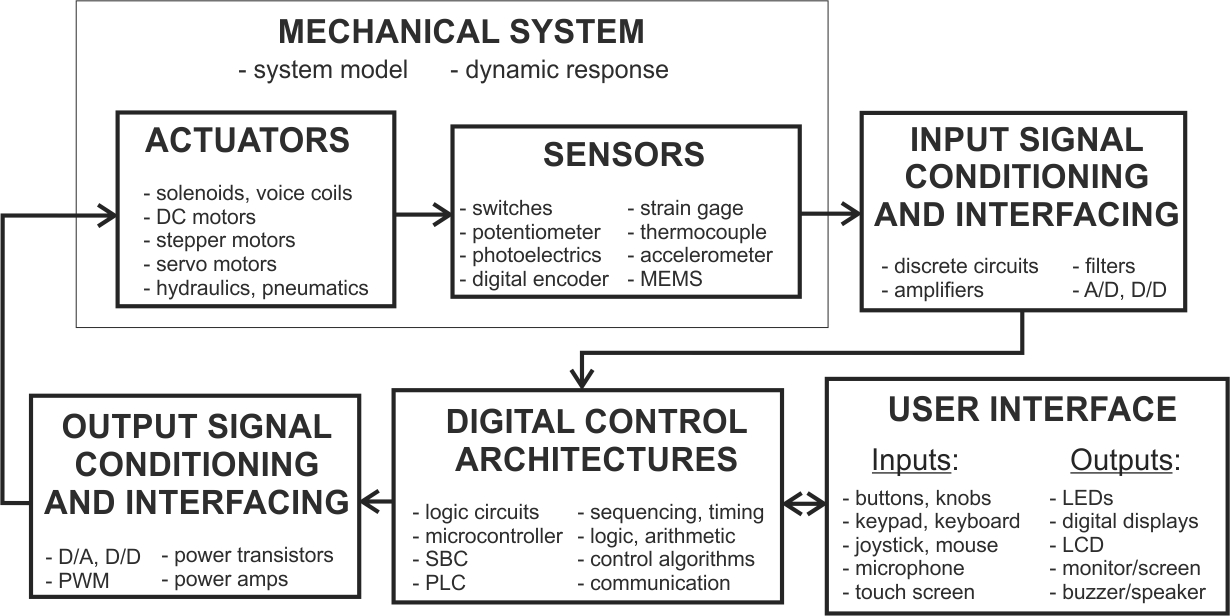 MECHANICAL SYSTEM
- system model - dynamic response
ACTUATORS
- solenoids, voice coils
- DC motors
- stepper motors
- servo motors
- hydraulics, pneumatics
SENSORS
- switches - strain gage
- potentiometer - thermocouple
- photoelectrics - accelerometer
- digital encoder - MEMS
INPUT SIGNAL
CONDITIONING
AND INTERFACING
- discrete circuits - filters
- amplifiers - A/D, D/D
OUTPUT SIGNAL
CONDITIONING
AND INTERFACING
- D/A, D/D - power transistors
- PWM - power amps
DIGITAL CONTROL
ARCHITECTURES
- logic circuits - sequencing, timing
- microcontroller - logic, arithmetic
- SBC - control algorithms
- PLC - communication
USER INTERFACE
Inputs: Outputs:
- buttons, knobs - LEDs
- keypad, keyboard - digital displays
- joystick, mouse - LCD
- microphone - monitor/screen
- touch screen - buzzer/speaker